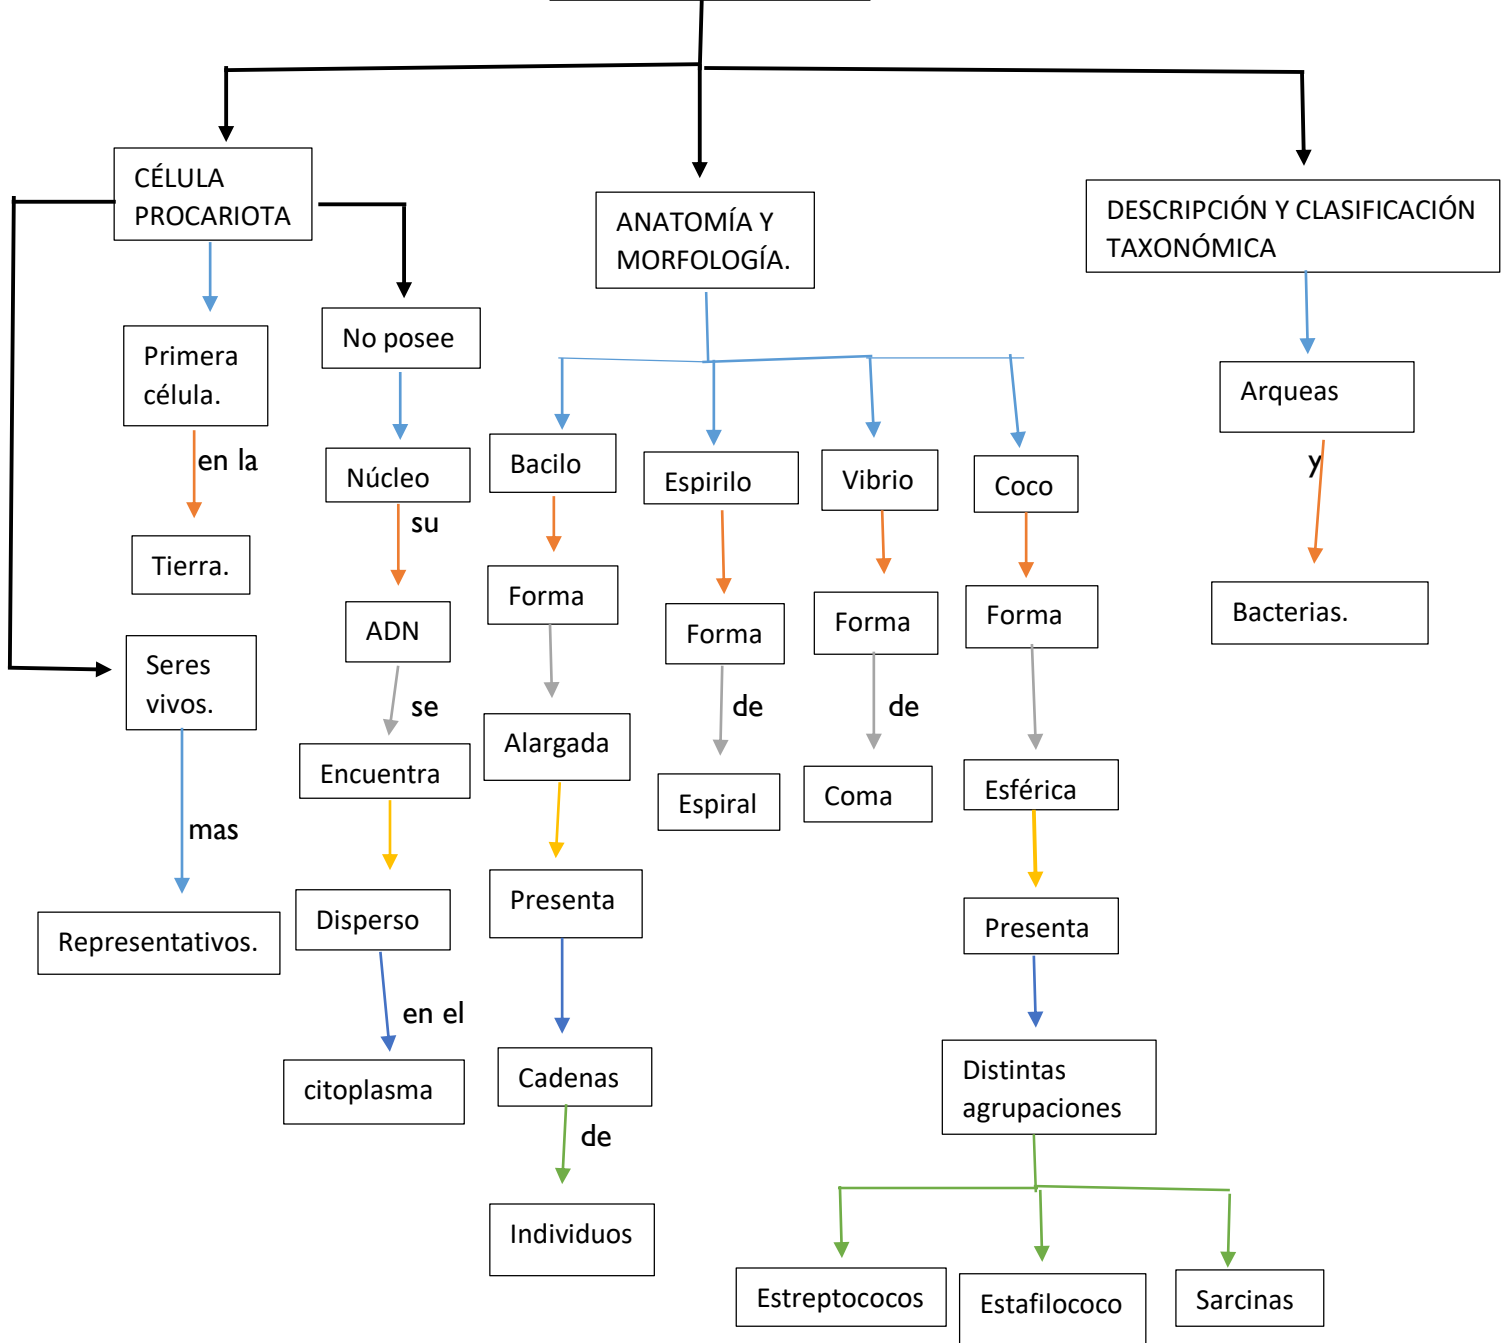 CÉLULA
PROCARIOTA
ANATOMÍA Y
MORFOLOGÍA.
DESCRIPCIÓN Y CLASIFICACIÓN
TAXONÓMICA
Primera
célula.
en la
Tierra.
Seres
vivos.
mas
Representativos.
No posee
Núcleo
su
ADN
se
Encuentra
Disperso
en el
citoplasma
Bacilo
Forma
Alargada
Presenta
Cadenas
de
Individuos
Espirilo
Forma
de
Espiral
Vibrio
Forma
de
Coma
Coco
Forma
Esférica
Presenta
Distintas
agrupaciones
Estreptococos
Estafilococo
Sarcinas
Arqueas
y
Bacterias.